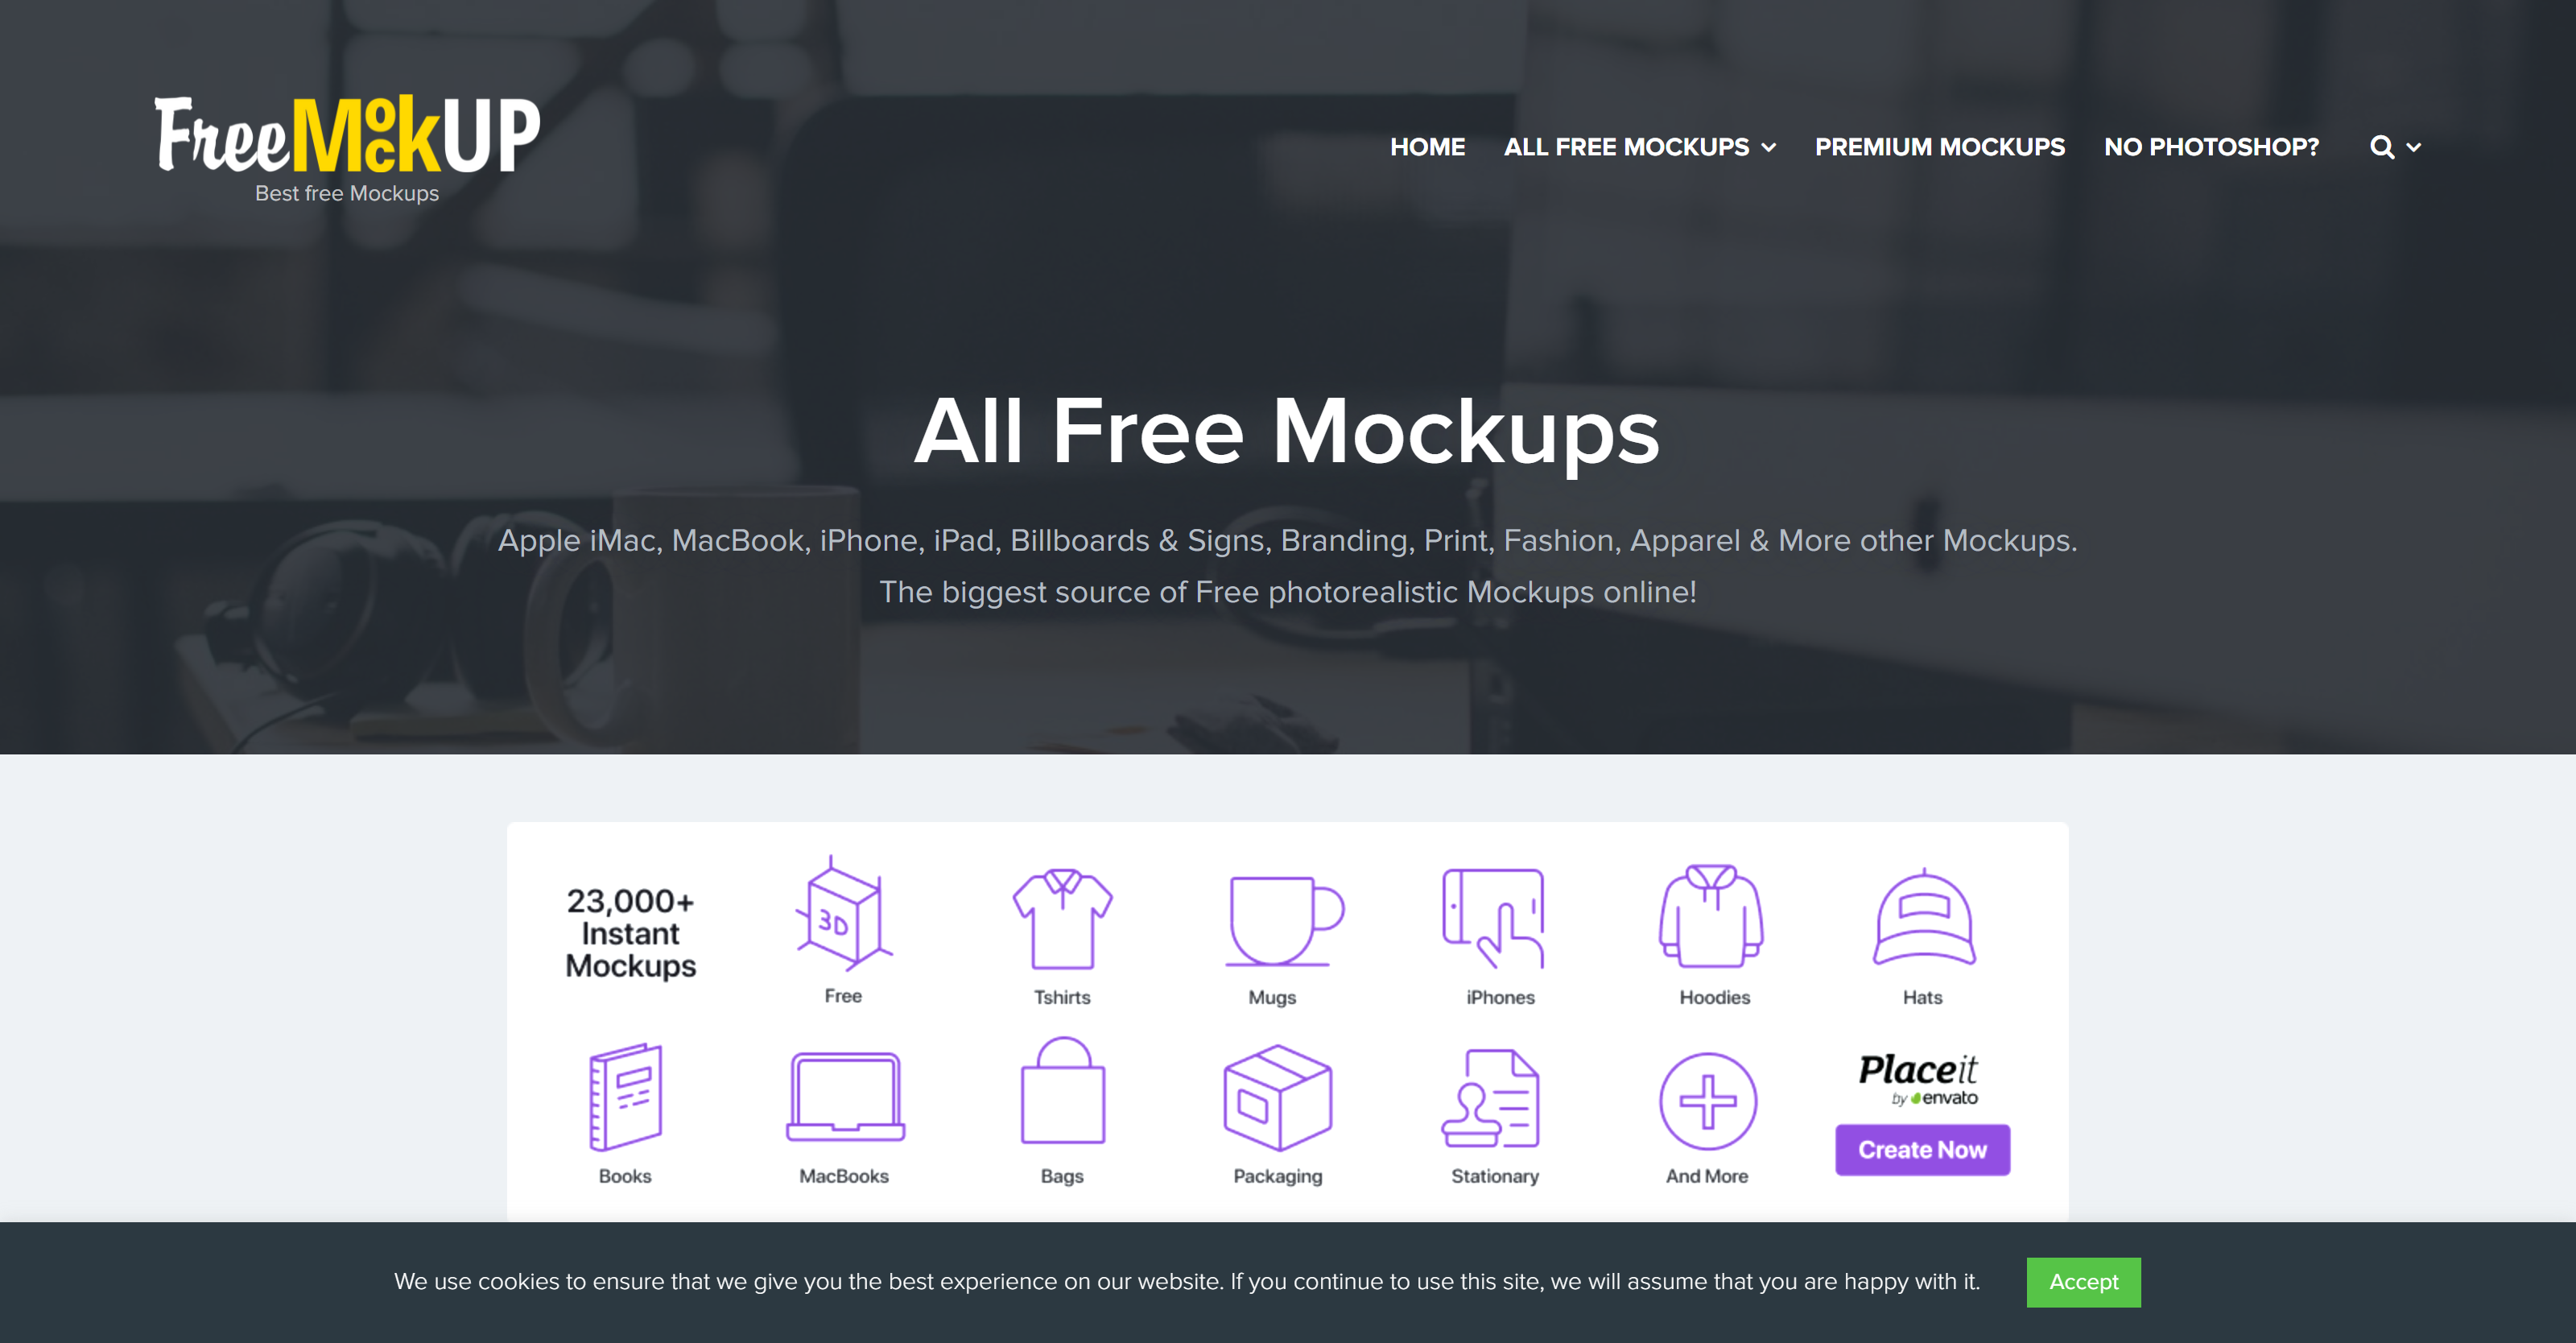 FreeMockUP
Best free Mockups
HOME
ALL FREE MOCKUPS
PREMIUM MOCKUPS
NO PHOTOSHOP?
All Free Mockups
Apple iMac, MacBook, iPhone, iPad, Billboards & Signs, Branding, Print, Fashion, Apparel & More other Mockups.
The biggest source of Free photorealistic Mockups online!
23,000+
Instant
Mockups
3D
Free
Tshirts
Mugs
iPhones
Hoodies
Hats
Books
MacBooks
Bags
Packaging
Stationary
And More
Placeit
by envato
Create Now
We use cookies to ensure that we give you the best experience on our website. If you continue to use this site, we will assume that you are happy with it.
Accept